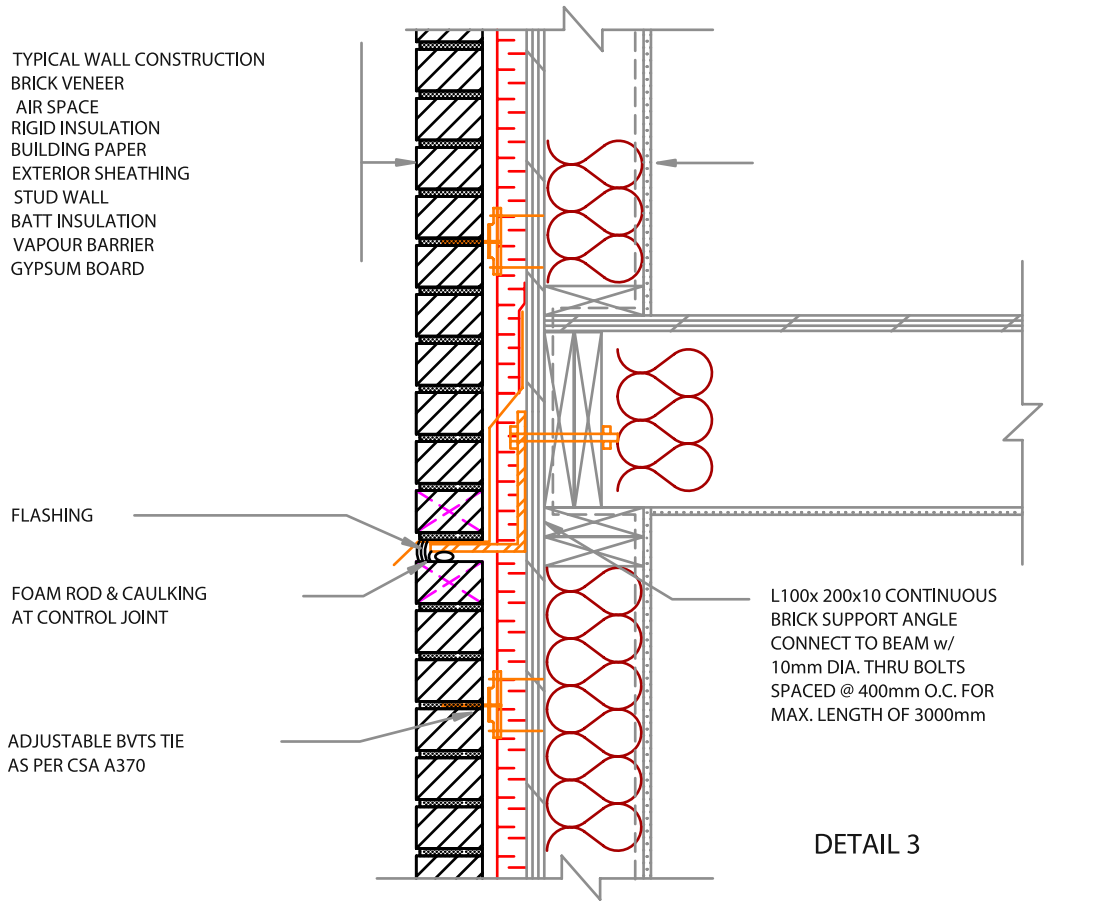 TYPICAL WALL CONSTRUCTION
BRICK VENEER
AIR SPACE
RIGID INSULATION
BUILDING PAPER
EXTERIOR SHEATHING
STUD WALL
BATT INSULATION
VAPOUR BARRIER
GYPSUM BOARD
FLASHING
FOAM ROD & CAULKING
AT CONTROL JOINT
ADJUSTABLE BVTS TIE
AS PER CSA A370
L100x 200x10 CONTINUOUS
BRICK SUPPORT ANGLE
CONNECT TO BEAM w/
10mm DIA. THRU BOLTS
SPACED @ 400mm O.C. FOR
MAX. LENGTH OF 3000mm
DETAIL 3